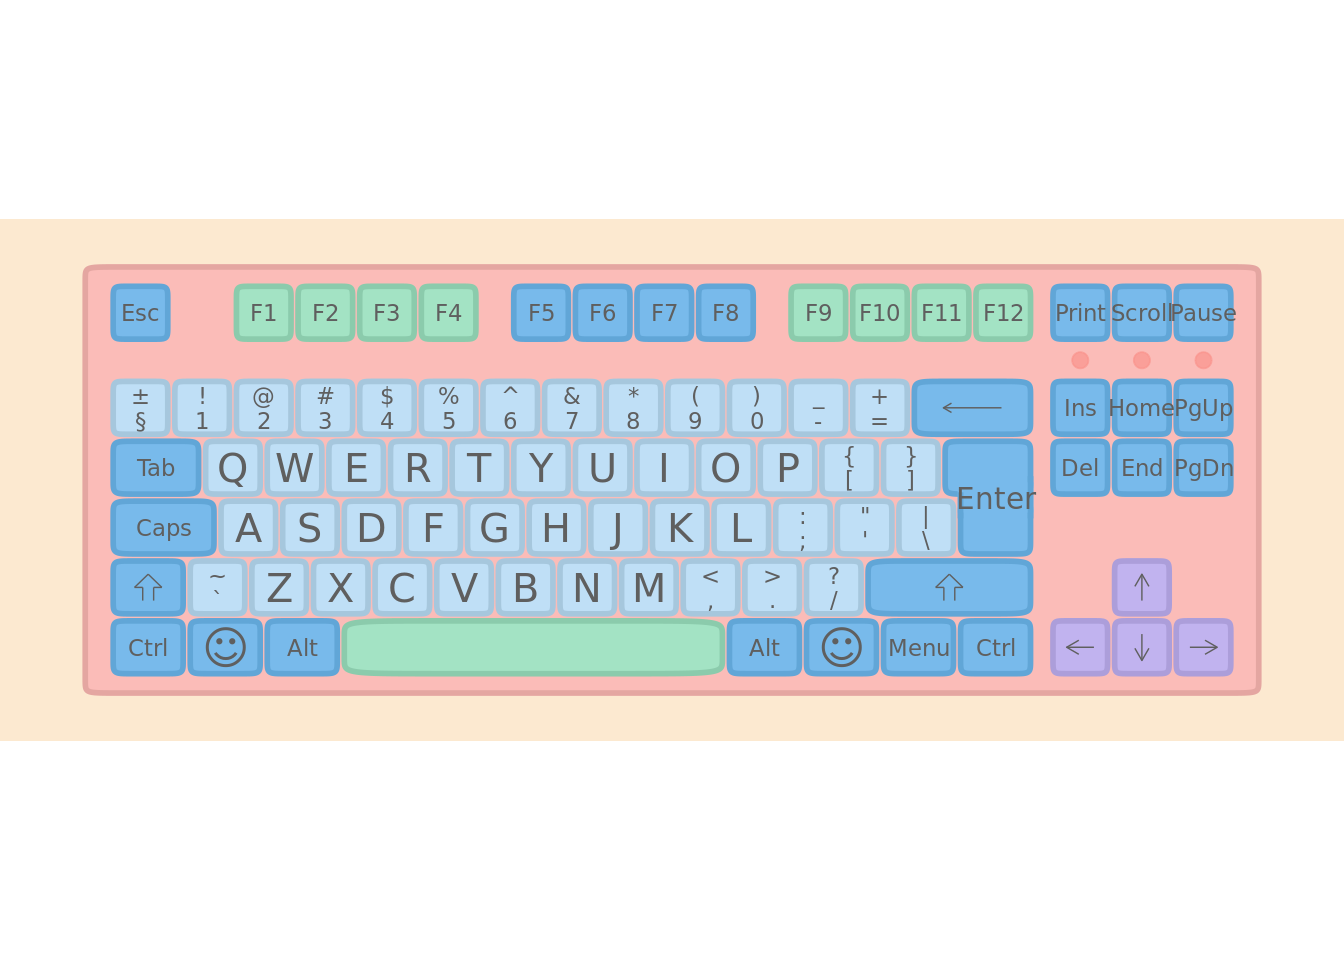 Esc F1 F2 F3 F4 F5 F6 F7 F8 F9 F10 F11 F12 Print Scroll Pause
± ! @ # $ % ^ & * ( ) _ +
§ 1 2 3 4 5 6 7 8 9 0 - = ← Ins Home PgUp
Tab Q W E R T Y U I O P { [ } ] Enter Del End PgDn
Caps A S D F G H J K L : ; " ' | \
⇧ ~ ` Z X C V B N M < , > . ? / ⇧ ↑
Ctrl ☺ Alt Alt ☺ Menu Ctrl ← ↓ →